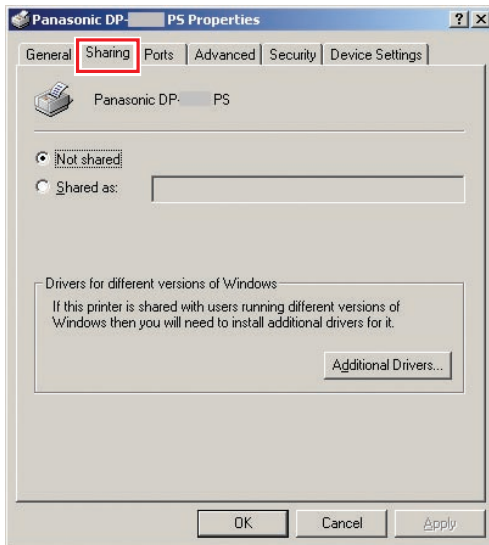 Panasonic DP- PS Properties
General Sharing Ports Advanced Security Device Settings
Panasonic DP- PS
Not shared
Shared as:
Drivers for different versions of Windows
If this printer is shared with users running different versions of
Windows then you will need to install additional drivers for it.
Additional Drivers...
OK Cancel Apply